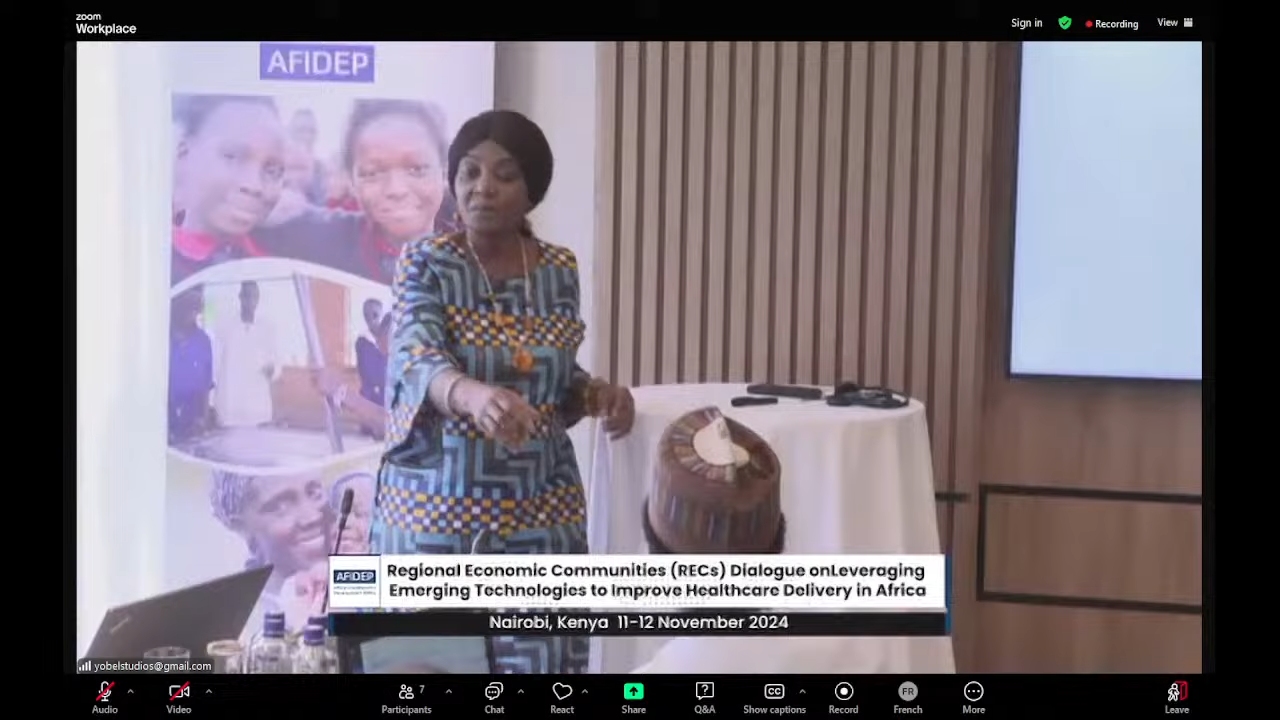 zoom
Workplace
Sign in
Recording
View
AFIDEP
AFIDEP
Regional Economic Communities (RECs) Dialogue onLeveraging
Emerging Technologies to Improve Healthcare Delivery in Africa
Nairobi, Kenya 11-12 November 2024
yobelstudios@gmail.com
7
CC
FR
Audio
Video
Participants
Chat
React
Share
Q&A
Show captions
Record
French
More
Leave